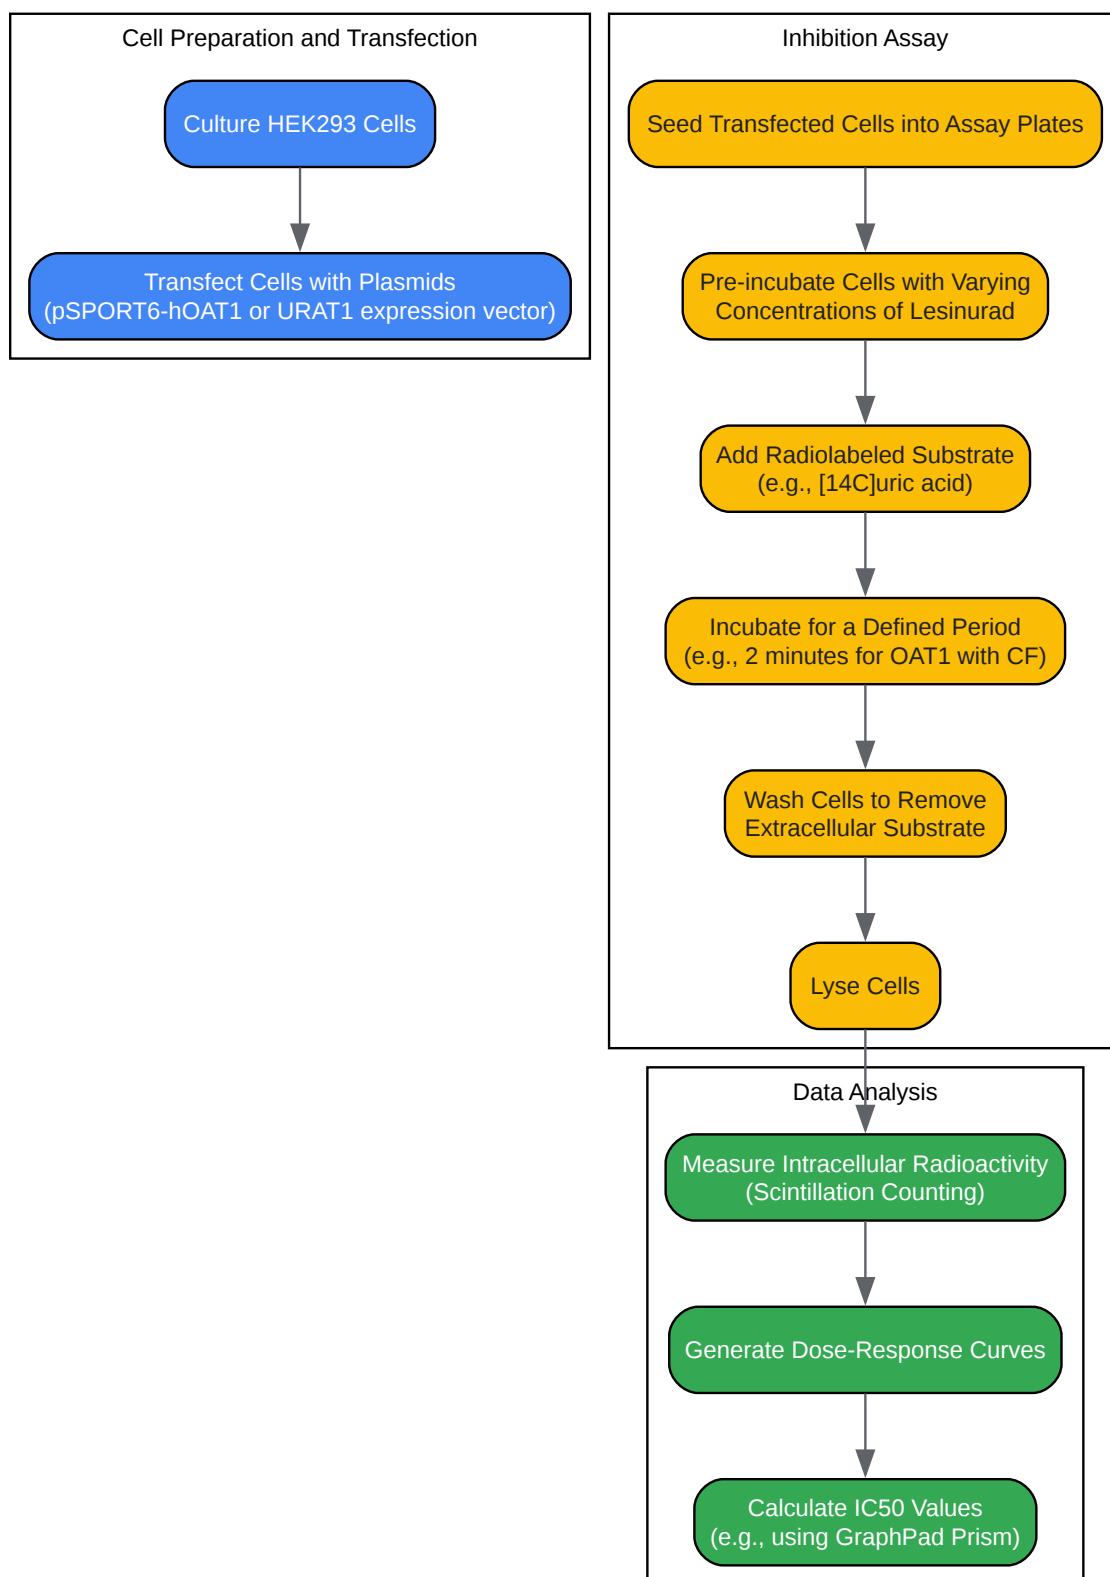 Cell Preparation and Transfection
Culture HEK293 Cells
Transfect Cells with Plasmids
(pSPORT6-hOAT1 or URAT1 expression vector)
Inhibition Assay
Seed Transfected Cells into Assay Plates
Pre-incubate Cells with Varying
Concentrations of Lesinurad
Add Radiolabeled Substrate
(e.g., [14C]uric acid)
Incubate for a Defined Period
(e.g., 2 minutes for OAT1 with CF)
Wash Cells to Remove
Extracellular Substrate
Lyse Cells
Data Analysis
Measure Intracellular Radioactivity
(Scintillation Counting)
Generate Dose-Response Curves
Calculate IC50 Values
(e.g., using GraphPad Prism)